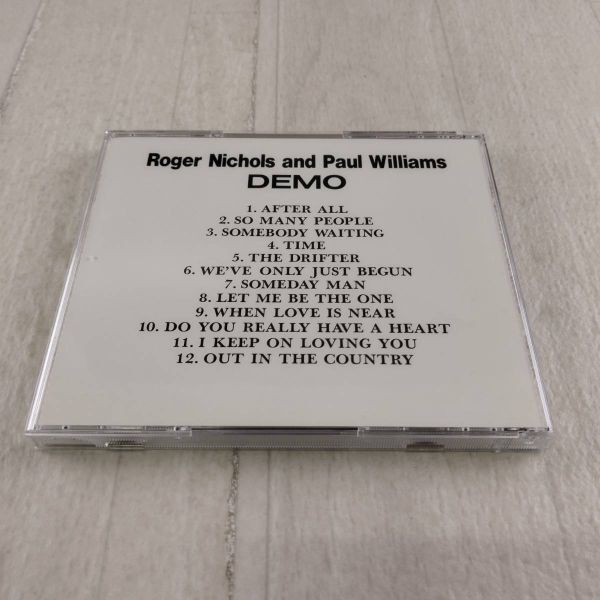 Roger Nichols and Paul Williams
DEMO
1. AFTER ALL
2. SO MANY PEOPLE
3. SOMEBODY WAITING
4. TIME
5. THE DRIFTER
6. WE'VE ONLY JUST BEGUN
7. SOMEDAY MAN
8. LET ME BE THE ONE
9. WHEN LOVE IS NEAR
10. DO YOU REALLY HAVE A HEART
11. I KEEP ON LOVING YOU
12. OUT IN THE COUNTRY